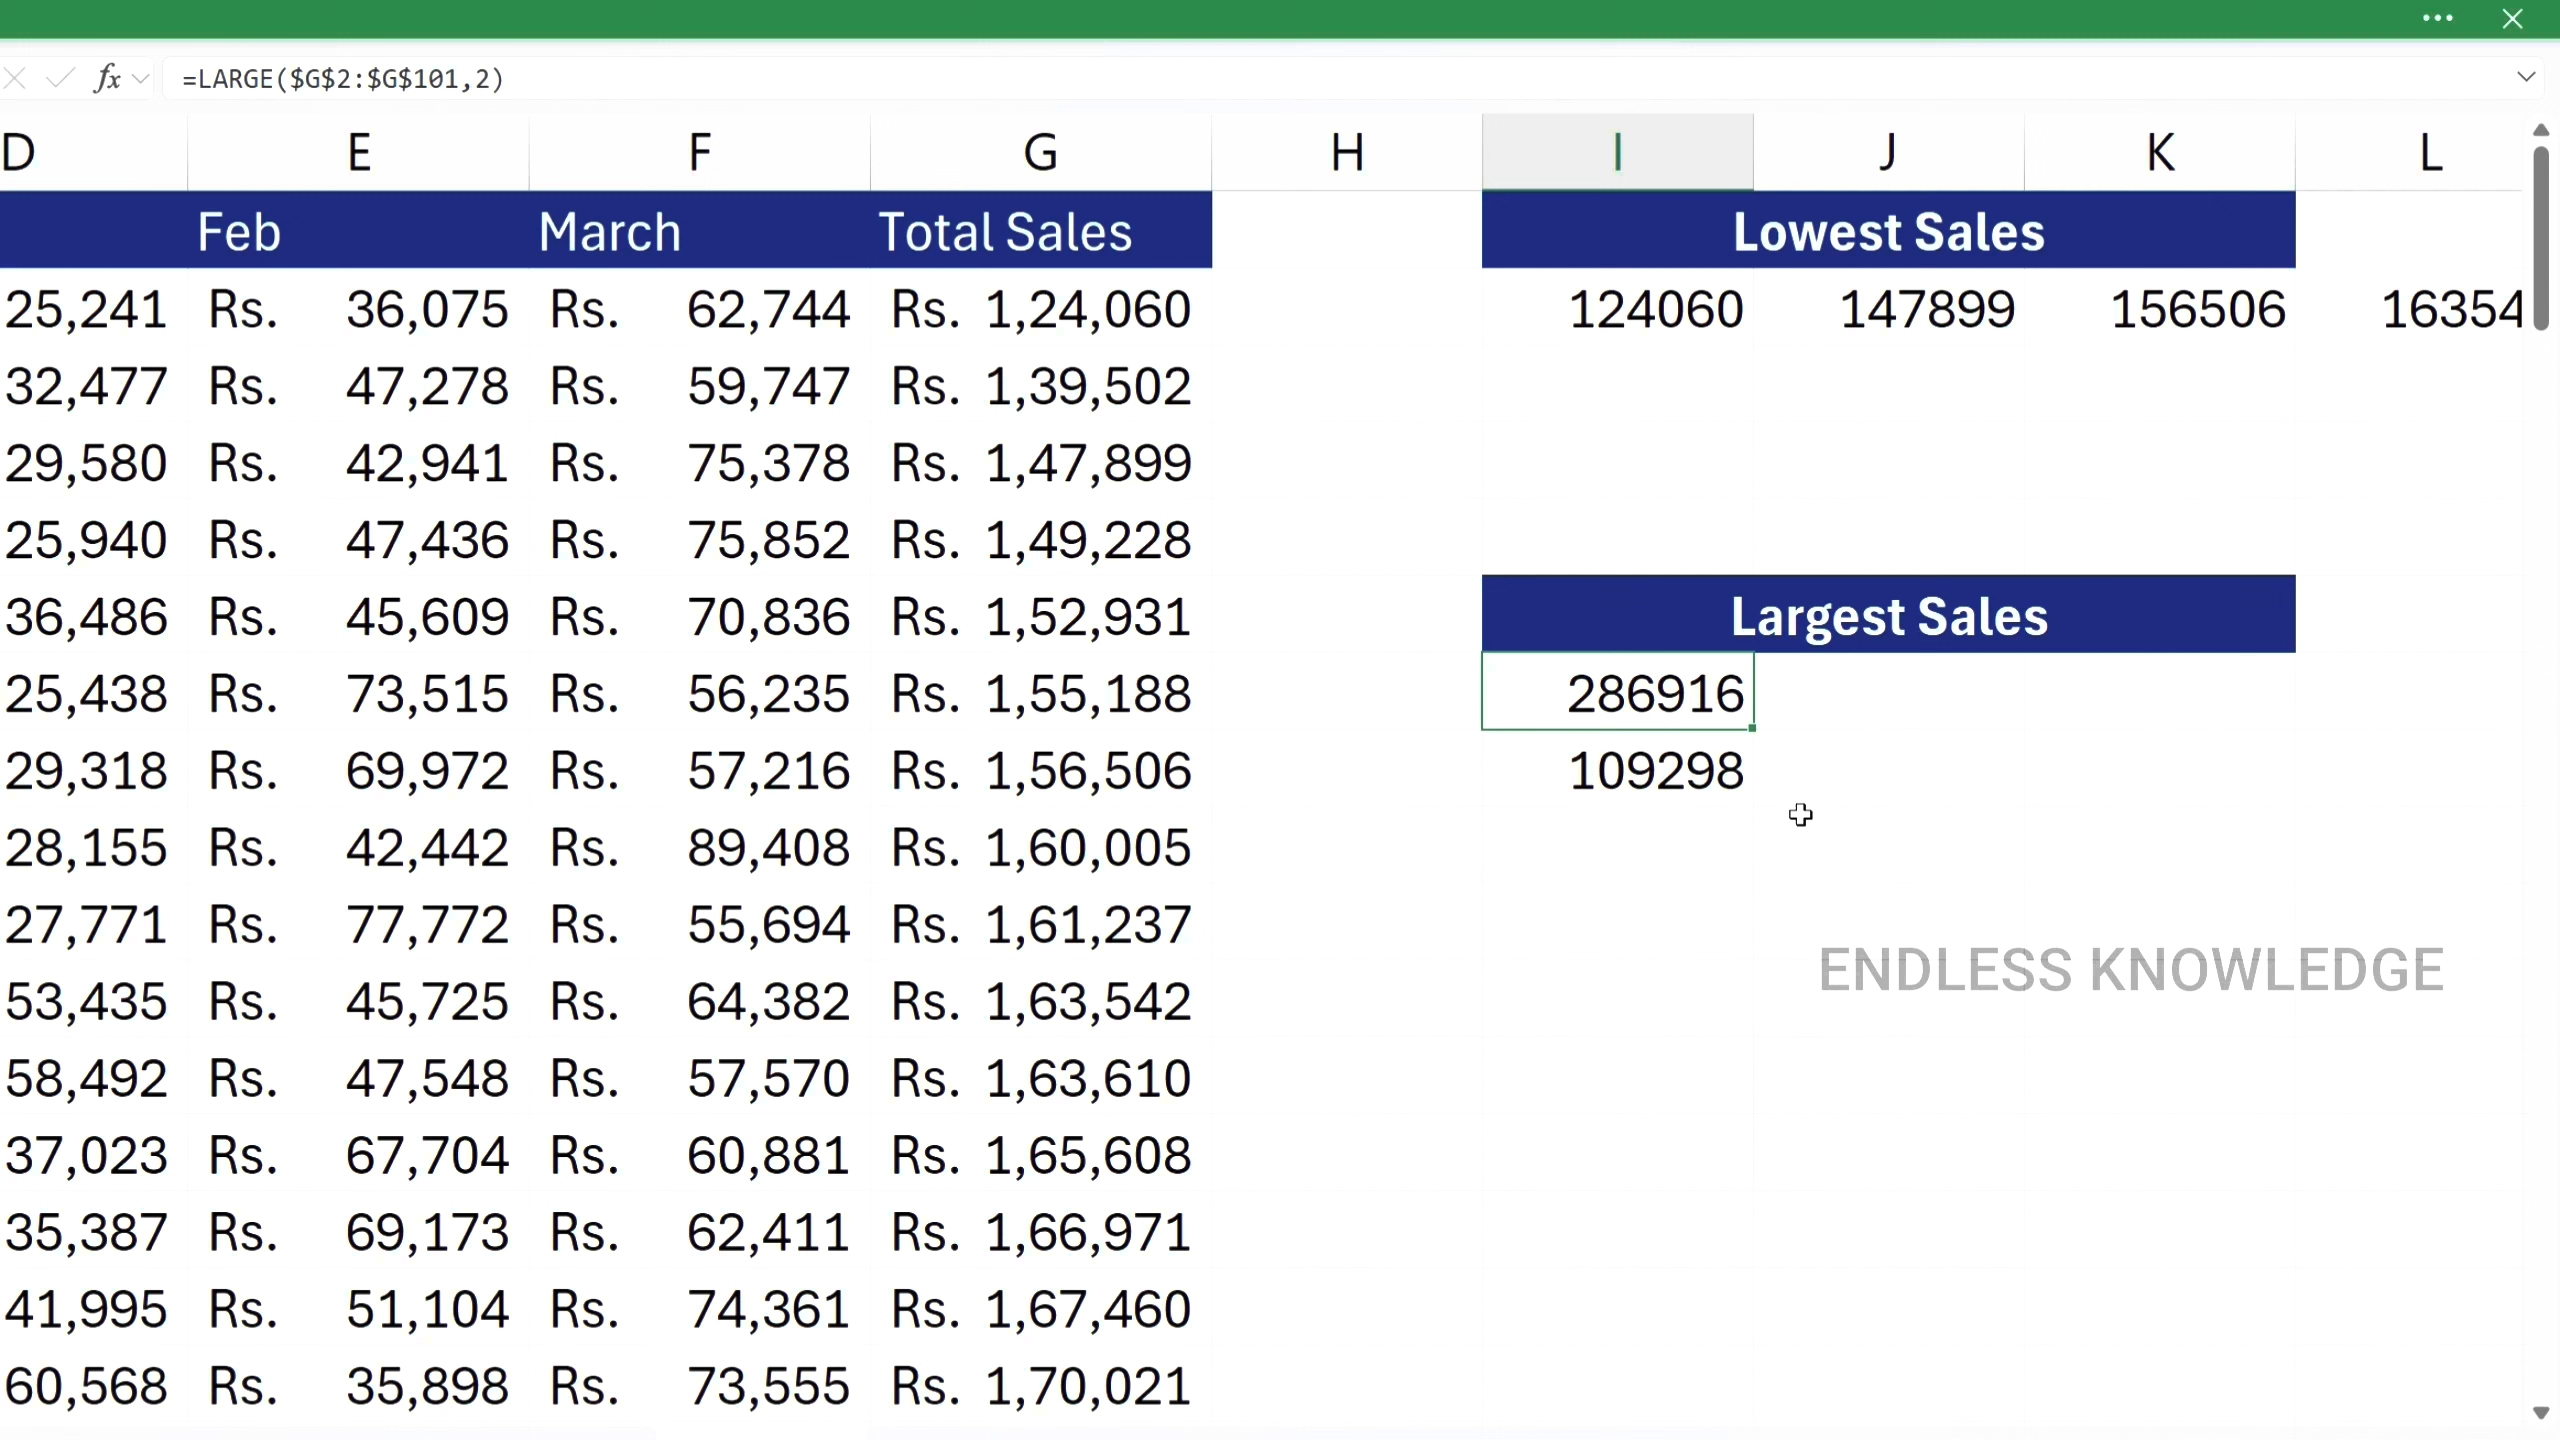 =LARGE($G$2:$G$101,2)
D E F G H I J K L
Feb March Total Sales Lowest Sales
25,241 Rs. 36,075 Rs. 62,744 Rs. 1,24,060 124060 147899 156506 16354
32,477 Rs. 47,278 Rs. 59,747 Rs. 1,39,502
29,580 Rs. 42,941 Rs. 75,378 Rs. 1,47,899
25,940 Rs. 47,436 Rs. 75,852 Rs. 1,49,228
36,486 Rs. 45,609 Rs. 70,836 Rs. 1,52,931 Largest Sales
25,438 Rs. 73,515 Rs. 56,235 Rs. 1,55,188 286916
29,318 Rs. 69,972 Rs. 57,216 Rs. 1,56,506 109298
28,155 Rs. 42,442 Rs. 89,408 Rs. 1,60,005
27,771 Rs. 77,772 Rs. 55,694 Rs. 1,61,237
ENDLESS KNOWLEDGE
53,435 Rs. 45,725 Rs. 64,382 Rs. 1,63,542
58,492 Rs. 47,548 Rs. 57,570 Rs. 1,63,610
37,023 Rs. 67,704 Rs. 60,881 Rs. 1,65,608
35,387 Rs. 69,173 Rs. 62,411 Rs. 1,66,971
41,995 Rs. 51,104 Rs. 74,361 Rs. 1,67,460
60,568 Rs. 35,898 Rs. 73,555 Rs. 1,70,021